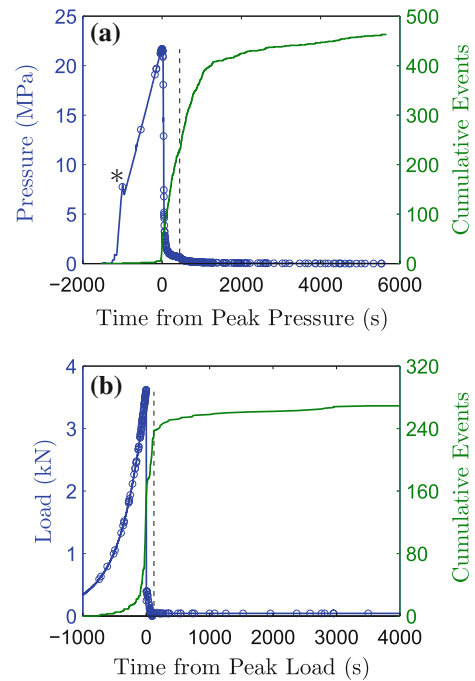 (a)
25
20
15
10
5
0
Pressure (MPa)
*
500
400
300
200
100
0
Cumulative Events
−2000 0 2000 4000 6000
Time from Peak Pressure (s)
(b)
4
3
2
1
0
Load (kN)
320
240
160
80
0
Cumulative Events
−1000 0 1000 2000 3000 4000
Time from Peak Load (s)